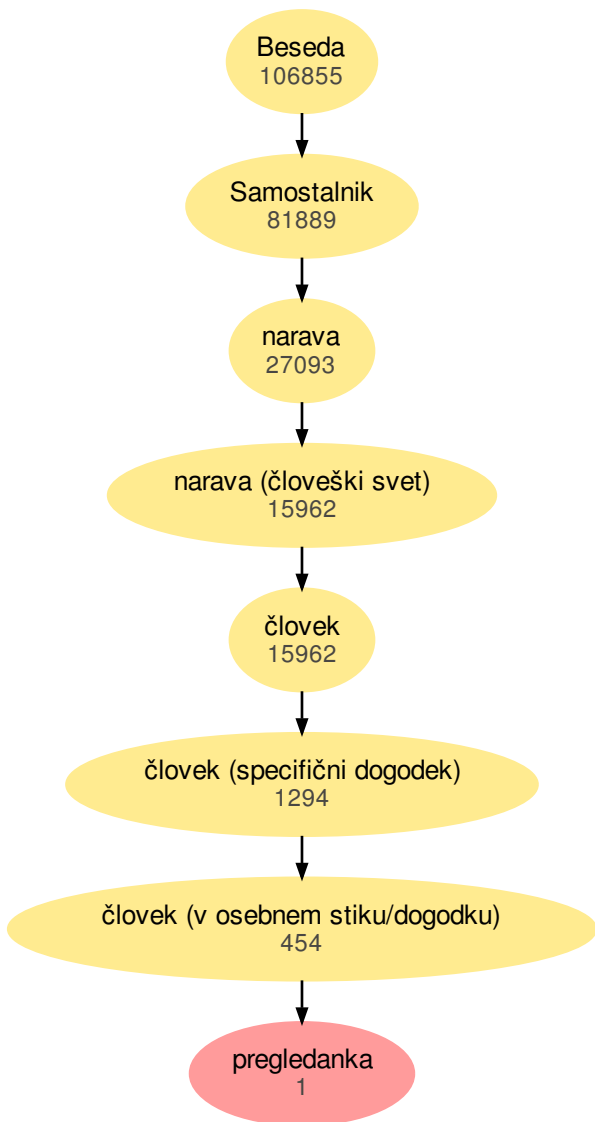 Beseda
106855
Samostalnik
81889
narava
27093
narava (človeški svet)
15962
človek
15962
človek (specifični dogodek)
1294
človek (v osebnem stiku/dogodku)
454
pregledanka
1